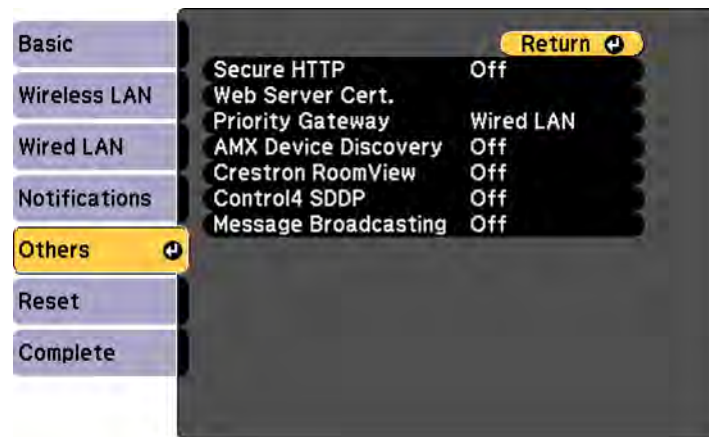 Basic
Wireless LAN
Wired LAN
Notifications
Others
Reset
Complete
Return
Secure HTTP Off
Web Server Cert.
Priority Gateway Wired LAN
AMX Device Discovery Off
Crestron RoomView Off
Control4 SDDP Off
Message Broadcasting Off